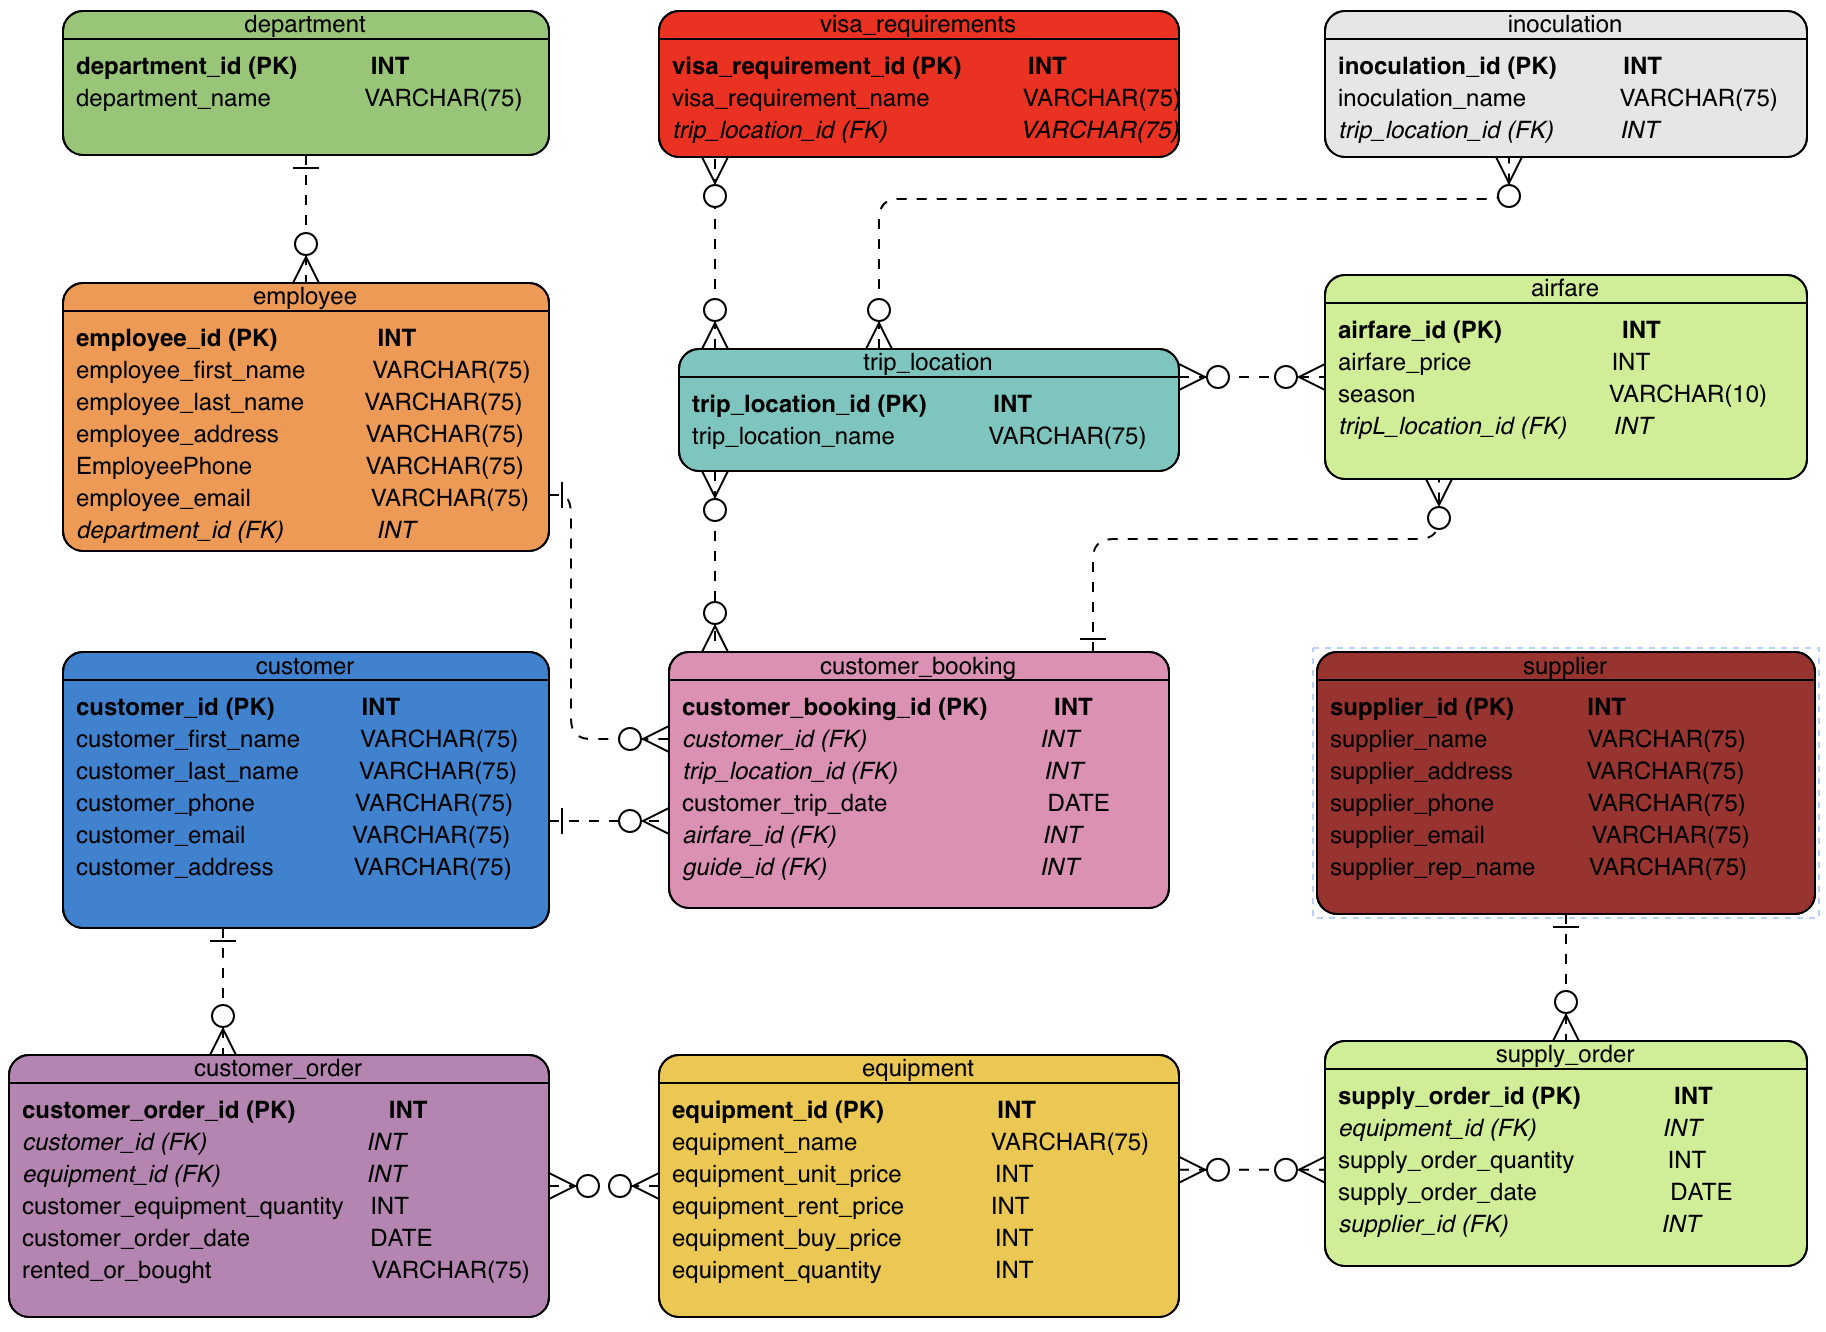 department
department_id (PK) INT
department_name VARCHAR(75)
visa_requirements
visa_requirement_id (PK) INT
visa_requirement_name VARCHAR(75)
trip_location_id (FK) VARCHAR(75)
inoculation
inoculation_id (PK) INT
inoculation_name VARCHAR(75)
trip_location_id (FK) INT
employee
employee_id (PK) INT
employee_first_name VARCHAR(75)
employee_last_name VARCHAR(75)
employee_address VARCHAR(75)
EmployeePhone VARCHAR(75)
employee_email VARCHAR(75)
department_id (FK) INT
trip_location
trip_location_id (PK) INT
trip_location_name VARCHAR(75)
airfare
airfare_id (PK) INT
airfare_price INT
season VARCHAR(10)
tripL_location_id (FK) INT
customer
customer_id (PK) INT
customer_first_name VARCHAR(75)
customer_last_name VARCHAR(75)
customer_phone VARCHAR(75)
customer_email VARCHAR(75)
customer_address VARCHAR(75)
customer_booking
customer_booking_id (PK) INT
customer_id (FK) INT
trip_location_id (FK) INT
customer_trip_date DATE
airfare_id (FK) INT
guide_id (FK) INT
supplier
supplier_id (PK) INT
supplier_name VARCHAR(75)
supplier_address VARCHAR(75)
supplier_phone VARCHAR(75)
supplier_email VARCHAR(75)
supplier_rep_name VARCHAR(75)
customer_order
customer_order_id (PK) INT
customer_id (FK) INT
equipment_id (FK) INT
customer_equipment_quantity INT
customer_order_date DATE
rented_or_bought VARCHAR(75)
equipment
equipment_id (PK) INT
equipment_name VARCHAR(75)
equipment_unit_price INT
equipment_rent_price INT
equipment_buy_price INT
equipment_quantity INT
supply_order
supply_order_id (PK) INT
equipment_id (FK) INT
supply_order_quantity INT
supply_order_date DATE
supplier_id (FK) INT